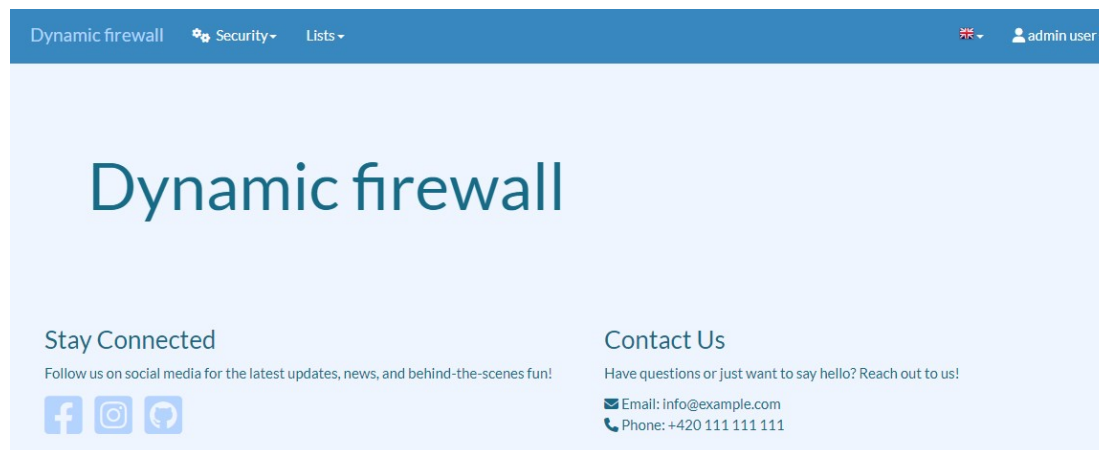 Dynamic firewall Security Lists admin user
Dynamic firewall
Stay Connected
Follow us on social media for the latest updates, news, and behind-the-scenes fun!
Contact Us
Have questions or just want to say hello? Reach out to us!
Email: info@example.com
Phone: +420 111 111 111